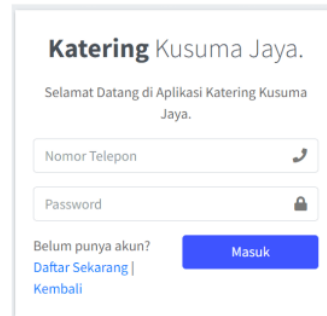 Katering Kusuma Jaya.
Selamat Datang di Aplikasi Katering Kusuma
Jaya.
Nomor Telepon
Password
Belum punya akun?
Daftar Sekarang |
Kembali
Masuk